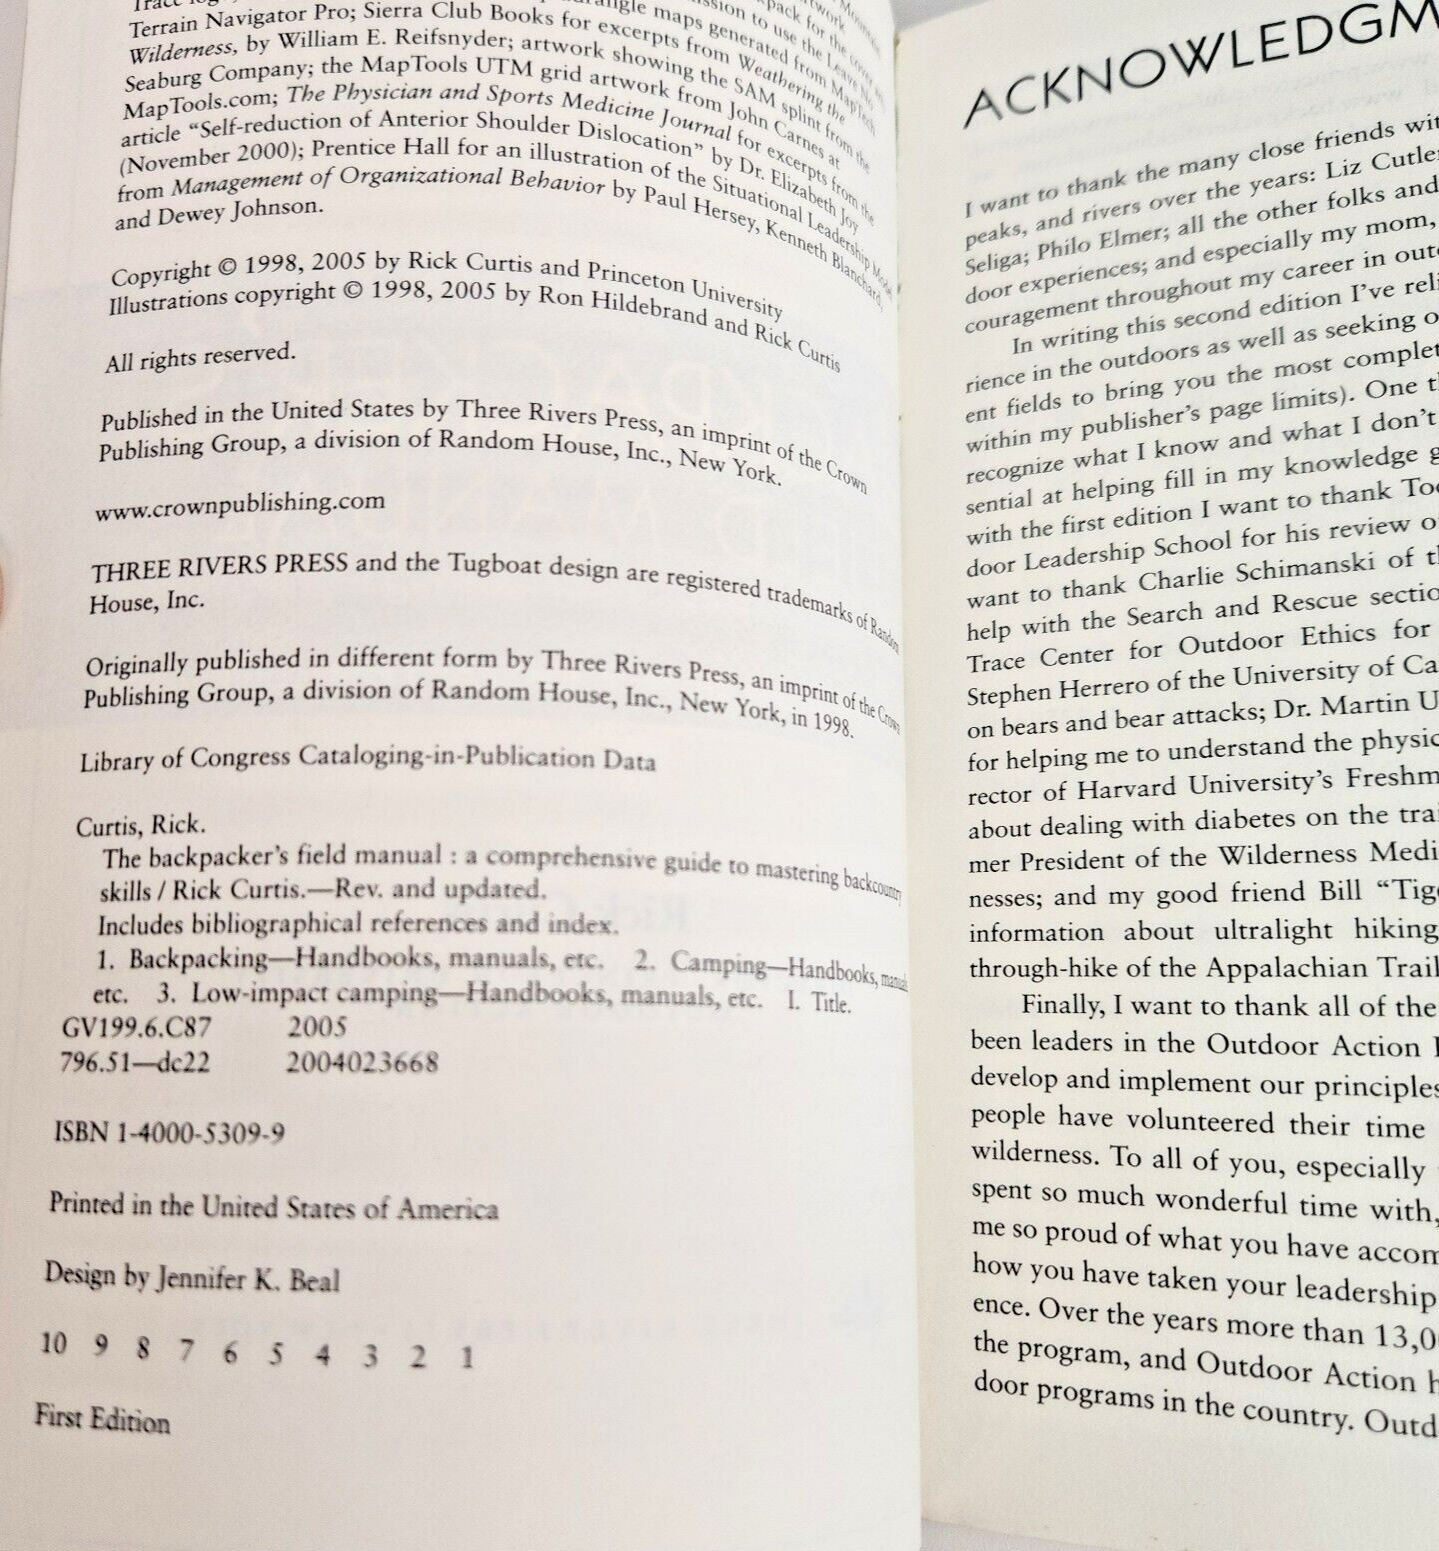 Terrain Navigator Pro; Sierra Club Books for excerpts from Weathering the
Wilderness, by William E. Reifsnyder; artwork showing the SAM splint from the
Seaburg Company; the MapTools UTM grid artwork from John Carnes at
MapTools.com; The Physician and Sports Medicine Journal for excerpts from the
article “Self-reduction of Anterior Shoulder Dislocation” by Dr. Elizabeth Joy
(November 2000); Prentice Hall for an illustration of the Situational Leadership Model
from Management of Organizational Behavior by Paul Hersey, Kenneth Blanchard,
and Dewey Johnson.
Copyright © 1998, 2005 by Rick Curtis and Princeton University
Illustrations copyright © 1998, 2005 by Ron Hildebrand and Rick Curtis
All rights reserved.
Published in the United States by Three Rivers Press, an imprint of the Crown
Publishing Group, a division of Random House, Inc., New York.
www.crownpublishing.com
THREE RIVERS PRESS and the Tugboat design are registered trademarks of Random
House, Inc.
Originally published in different form by Three Rivers Press, an imprint of the Crown
Publishing Group, a division of Random House, Inc., New York, in 1998.
Library of Congress Cataloging-in-Publication Data
Curtis, Rick.
The backpacker’s field manual : a comprehensive guide to mastering backcountry
skills / Rick Curtis.—Rev. and updated.
Includes bibliographical references and index.
1. Backpacking—Handbooks, manuals, etc. 2. Camping—Handbooks, manuals,
etc. 3. Low-impact camping—Handbooks, manuals, etc. I. Title.
GV199.6.C87 2005
796.51—dc22 2004023668
ISBN 1-4000-5309-9
Printed in the United States of America
Design by Jennifer K. Beal
10 9 8 7 6 5 4 3 2 1
First Edition
ACKNOWLEDGM
I want to thank the many close friends wit
peaks, and rivers over the years: Liz Cutler
Seliga; Philo Elmer; all the other folks and
door experiences; and especially my mom,
couragement throughout my career in outd
In writing this second edition I’ve reli
rience in the outdoors as well as seeking o
ent fields to bring you the most complet
within my publisher’s page limits). One t
recognize what I know and what I don’t
sential at helping fill in my knowledge g
with the first edition I want to thank Too
door Leadership School for his review o
want to thank Charlie Schimanski of t
help with the Search and Rescue sectio
Trace Center for Outdoor Ethics for
Stephen Herrero of the University of Ca
on bears and bear attacks; Dr. Martin U
for helping me to understand the physic
rector of Harvard University’s Freshm
about dealing with diabetes on the trai
mer President of the Wilderness Medi
nesses; and my good friend Bill “Tig
information about ultralight hiking
through-hike of the Appalachian Trail
Finally, I want to thank all of the
been leaders in the Outdoor Action
develop and implement our principles
people have volunteered their time
wilderness. To all of you, especially
spent so much wonderful time with,
me so proud of what you have accom
how you have taken your leadership
ence. Over the years more than 13,0
the program, and Outdoor Action h
door programs in the country. Outd